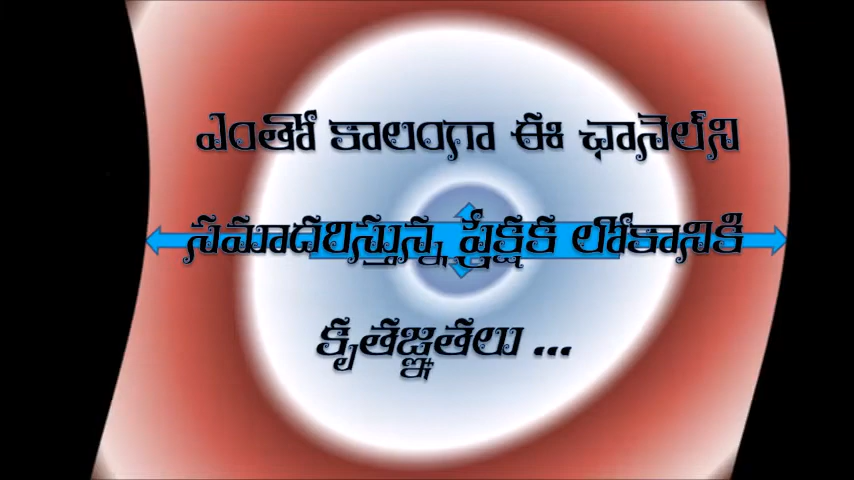 ఎంతో కాలంగా ఈ ఛానెల్‌ని
సమాదరిస్తున్న ప్రేక్షక లోకానికి
కృతజ్ఞతలు ...